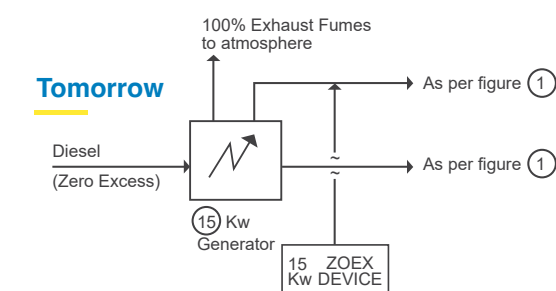 100% Exhaust Fumes
to atmosphere
Tomorrow
As per figure 1
Diesel
(Zero Excess)
~
~
As per figure 1
15 Kw
Generator
15 ZOEX
Kw DEVICE